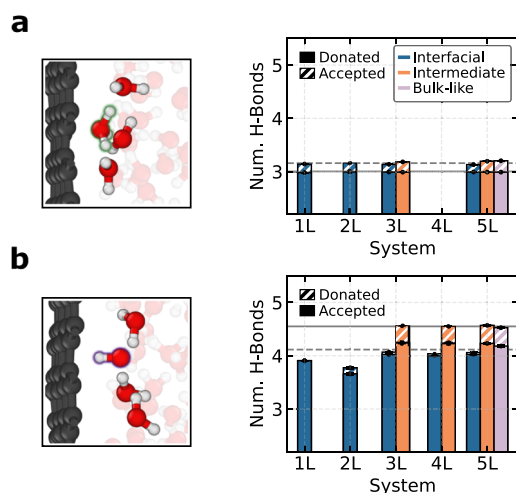 a
Num. H-Bonds
5
4
3
Donated
Accepted
Interfacial
Intermediate
Bulk-like
1L 2L 3L 4L 5L
System
b
Num. H-Bonds
5
4
3
Donated
Accepted
1L 2L 3L 4L 5L
System